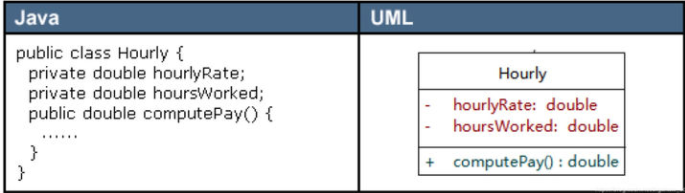 Java
UML
public class Hourly {
private double hourlyRate;
private double hoursWorked;
public double computePay() {
......
}
}
Hourly
- hourlyRate: double
- hoursWorked: double
+ computePay() : double